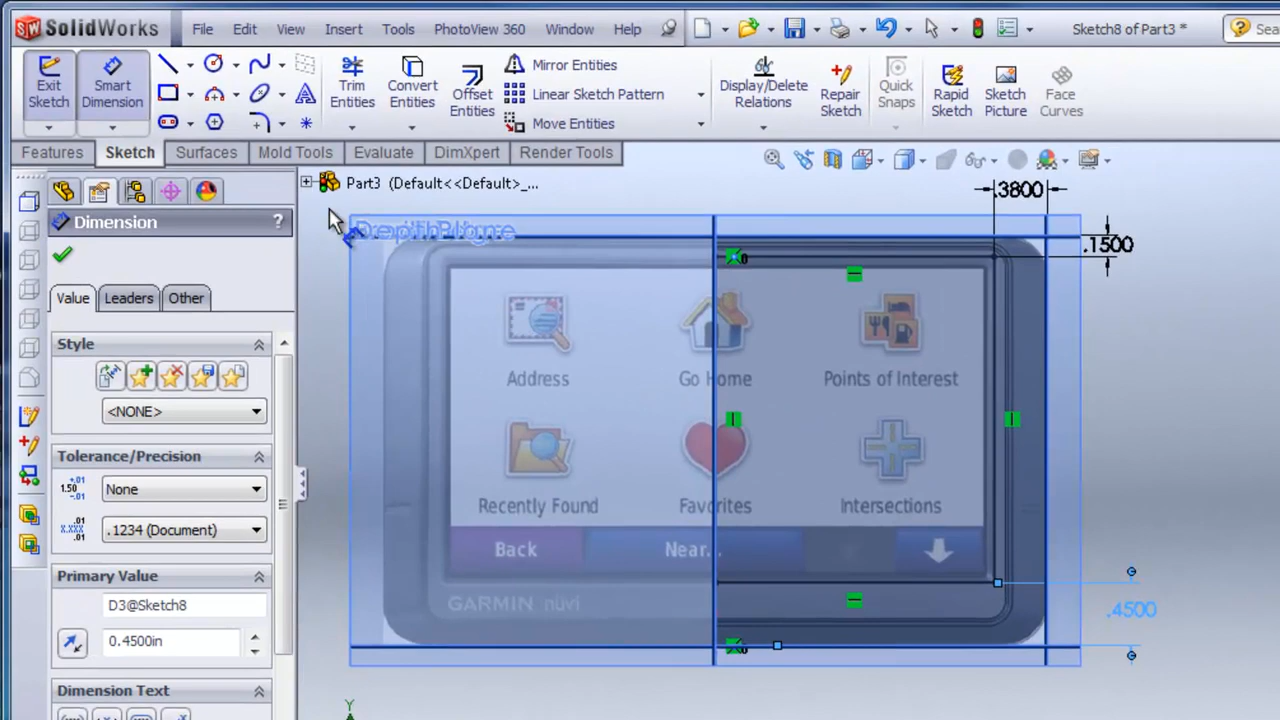 SW SolidWorks File Edit View Insert Tools PhotoView 360 Window Help Sketch8 of Part3 * ? Sea
Exit Sketch
Smart Dimension
Trim Entities
Convert Entities
Offset Entities
Mirror Entities
Linear Sketch Pattern
Move Entities
Display/Delete Relations
Repair Sketch
Quick Snaps
Rapid Sketch
Sketch Picture
Face Curves
Features Sketch Surfaces Mold Tools Evaluate DimXpert Render Tools
Part3 (Default<<Default>_...
.3800
Dimension ?
.1500
Value Leaders Other
Style
<NONE>
Address Go Home Points of Interest
Tolerance/Precision
None
.1234 (Document)
Recently Found Favorites Intersections
Back Near...
Primary Value
D3@Sketch8
GARMIN nüvi
.4500
0.4500in
Dimension Text
Y